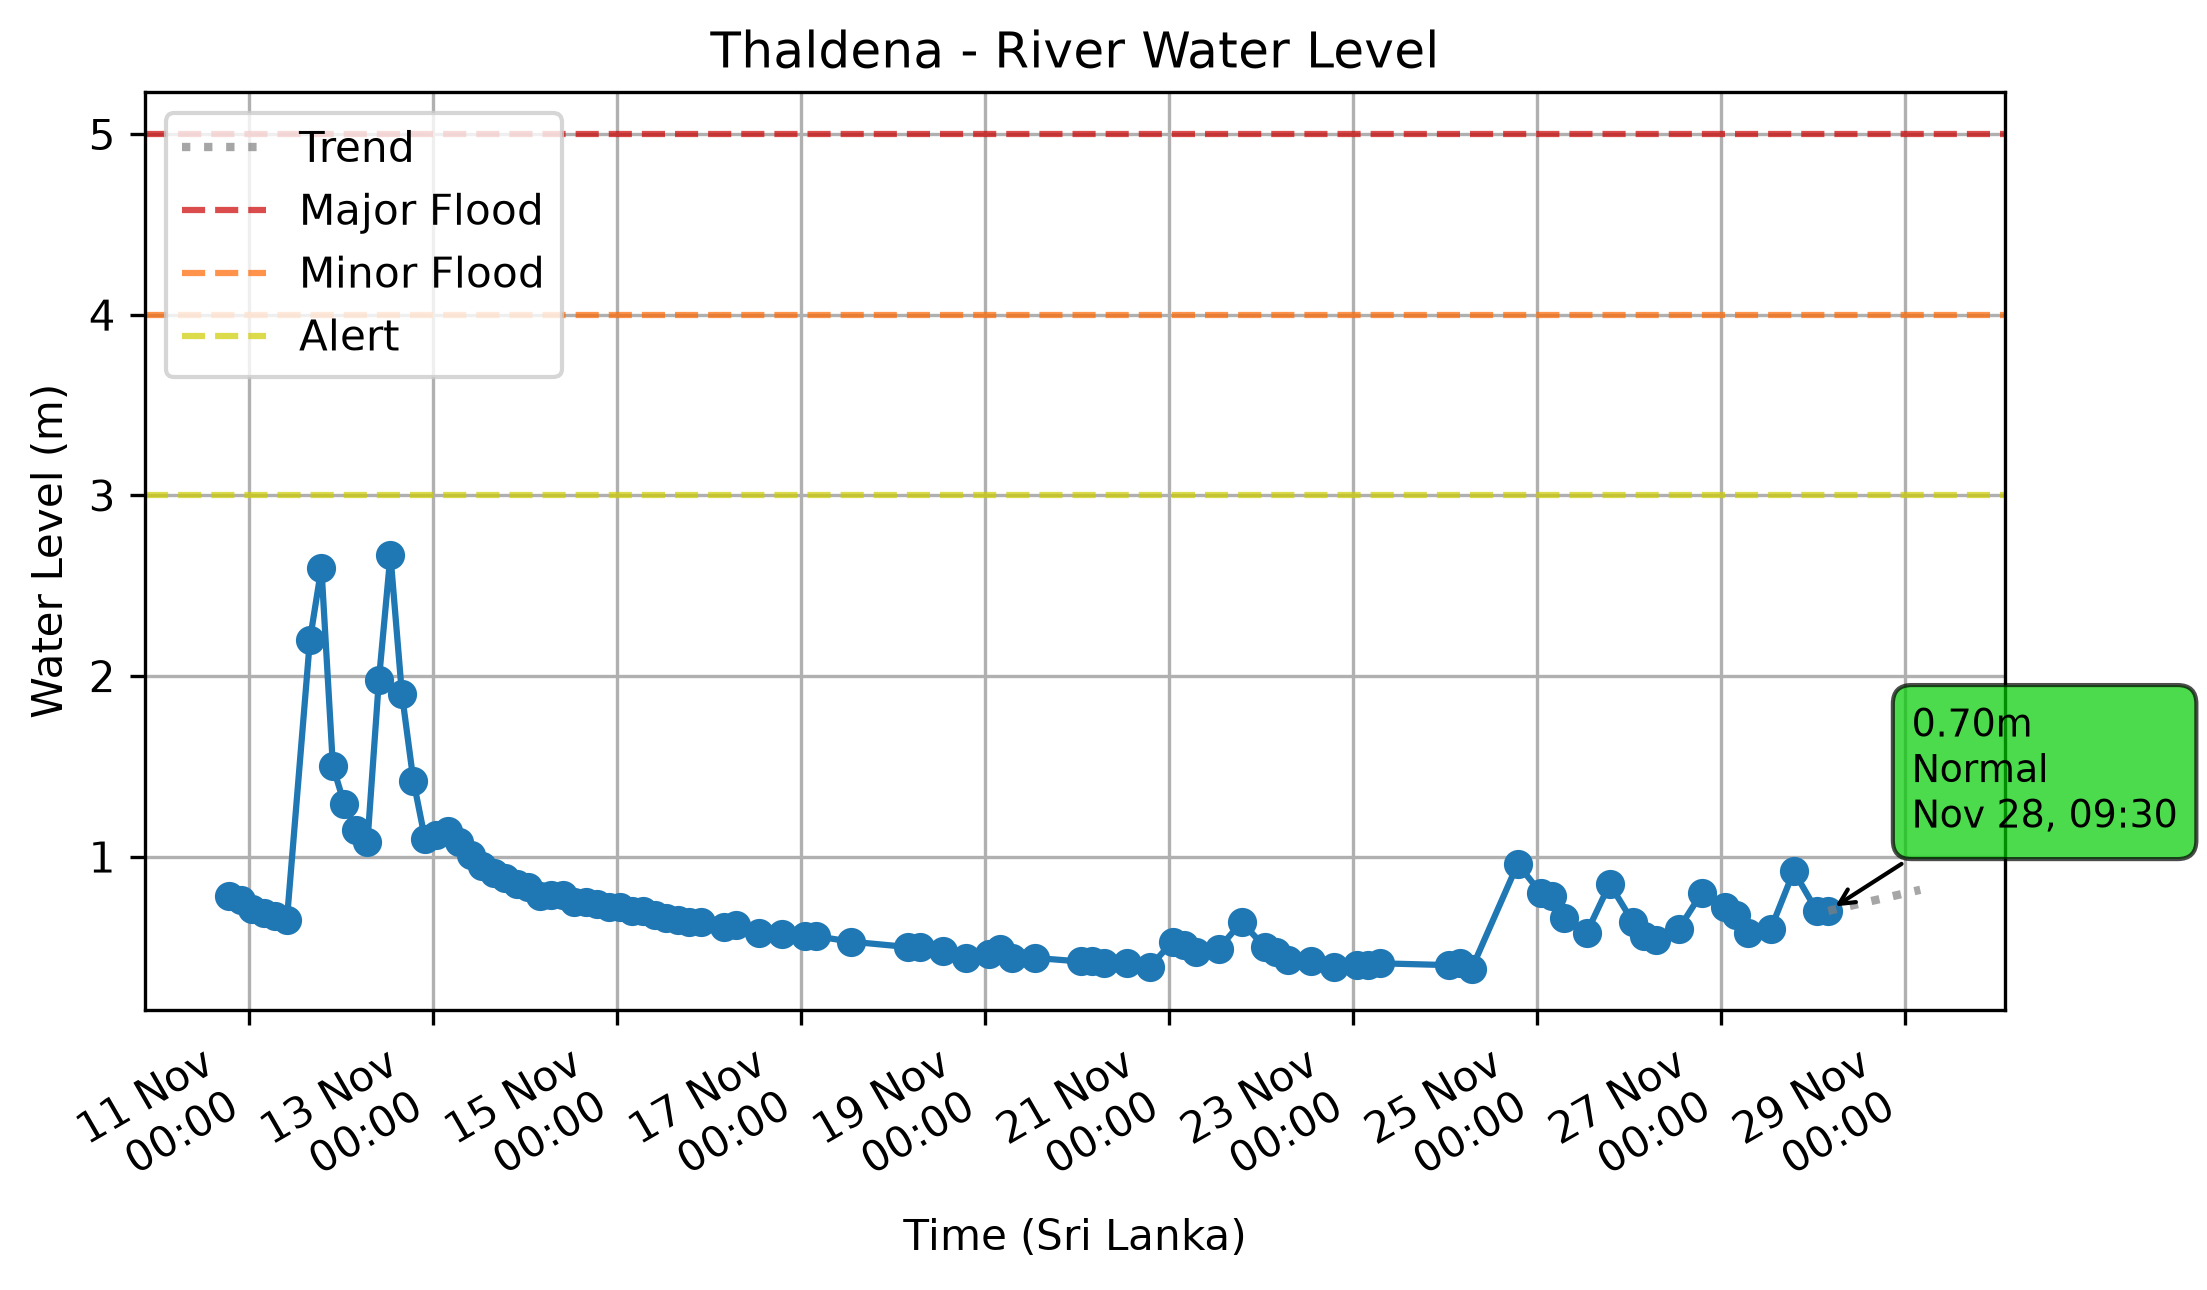 Thaldena - River Water Level
Trend
Major Flood
Minor Flood
Alert
5
4
3
2
1
Water Level (m)
0.70m
Normal
Nov 28, 09:30
11 Nov
00:00
13 Nov
00:00
15 Nov
00:00
17 Nov
00:00
19 Nov
00:00
21 Nov
00:00
23 Nov
00:00
25 Nov
00:00
27 Nov
00:00
29 Nov
00:00
Time (Sri Lanka)